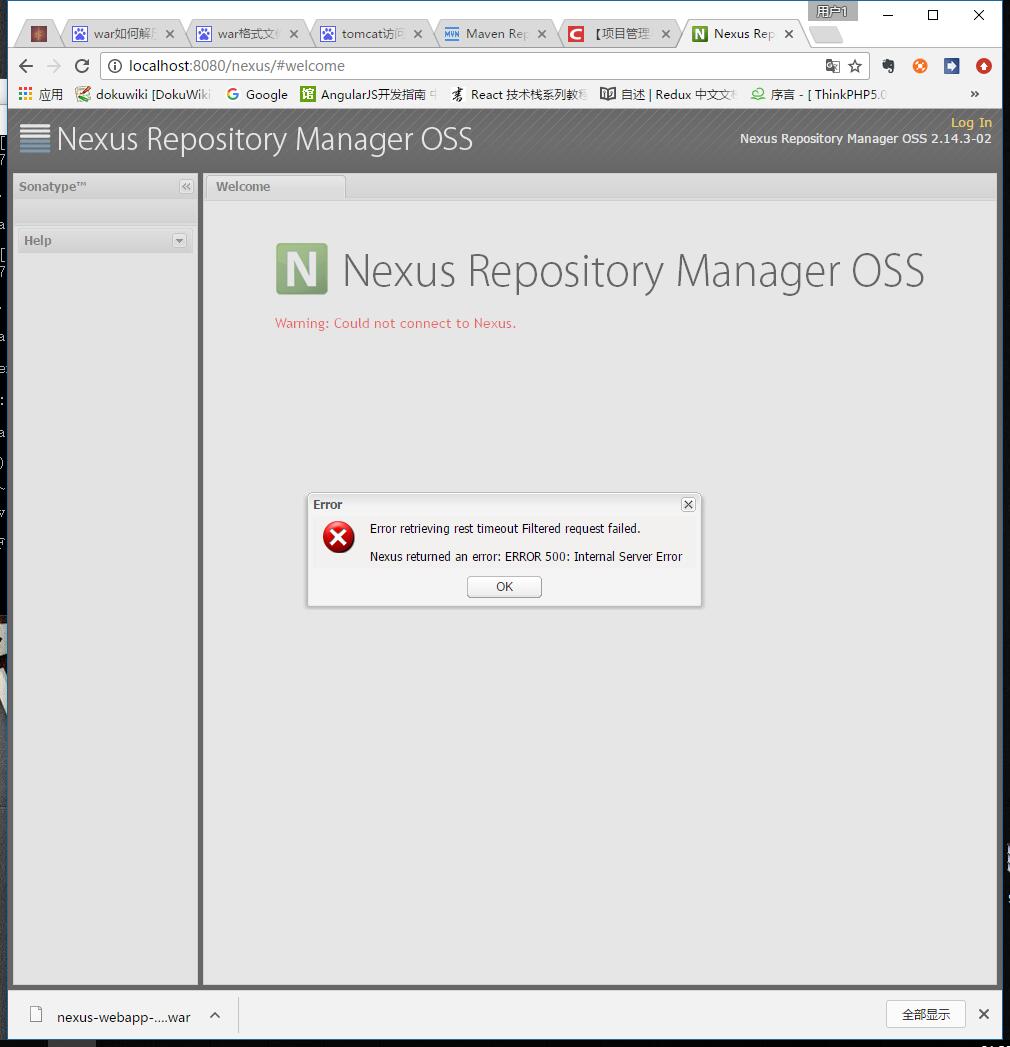 用户1
war如何解
war格式文
tomcat访问
MVN Maven Rep
【项目管理
N Nexus Rep
localhost:8080/nexus/#welcome
应用 dokuwiki [DokuWiki Google AngularJS开发指南 React 技术栈系列教程 自述 | Redux 中文文 序言 - [ ThinkPHP5.0 »
Nexus Repository Manager OSS
Log In
Nexus Repository Manager OSS 2.14.3-02
Sonatype™
Welcome
Help
N Nexus Repository Manager OSS
Warning: Could not connect to Nexus.
Error
Error retrieving rest timeout Filtered request failed.
Nexus returned an error: ERROR 500: Internal Server Error
OK
nexus-webapp-....war
全部显示